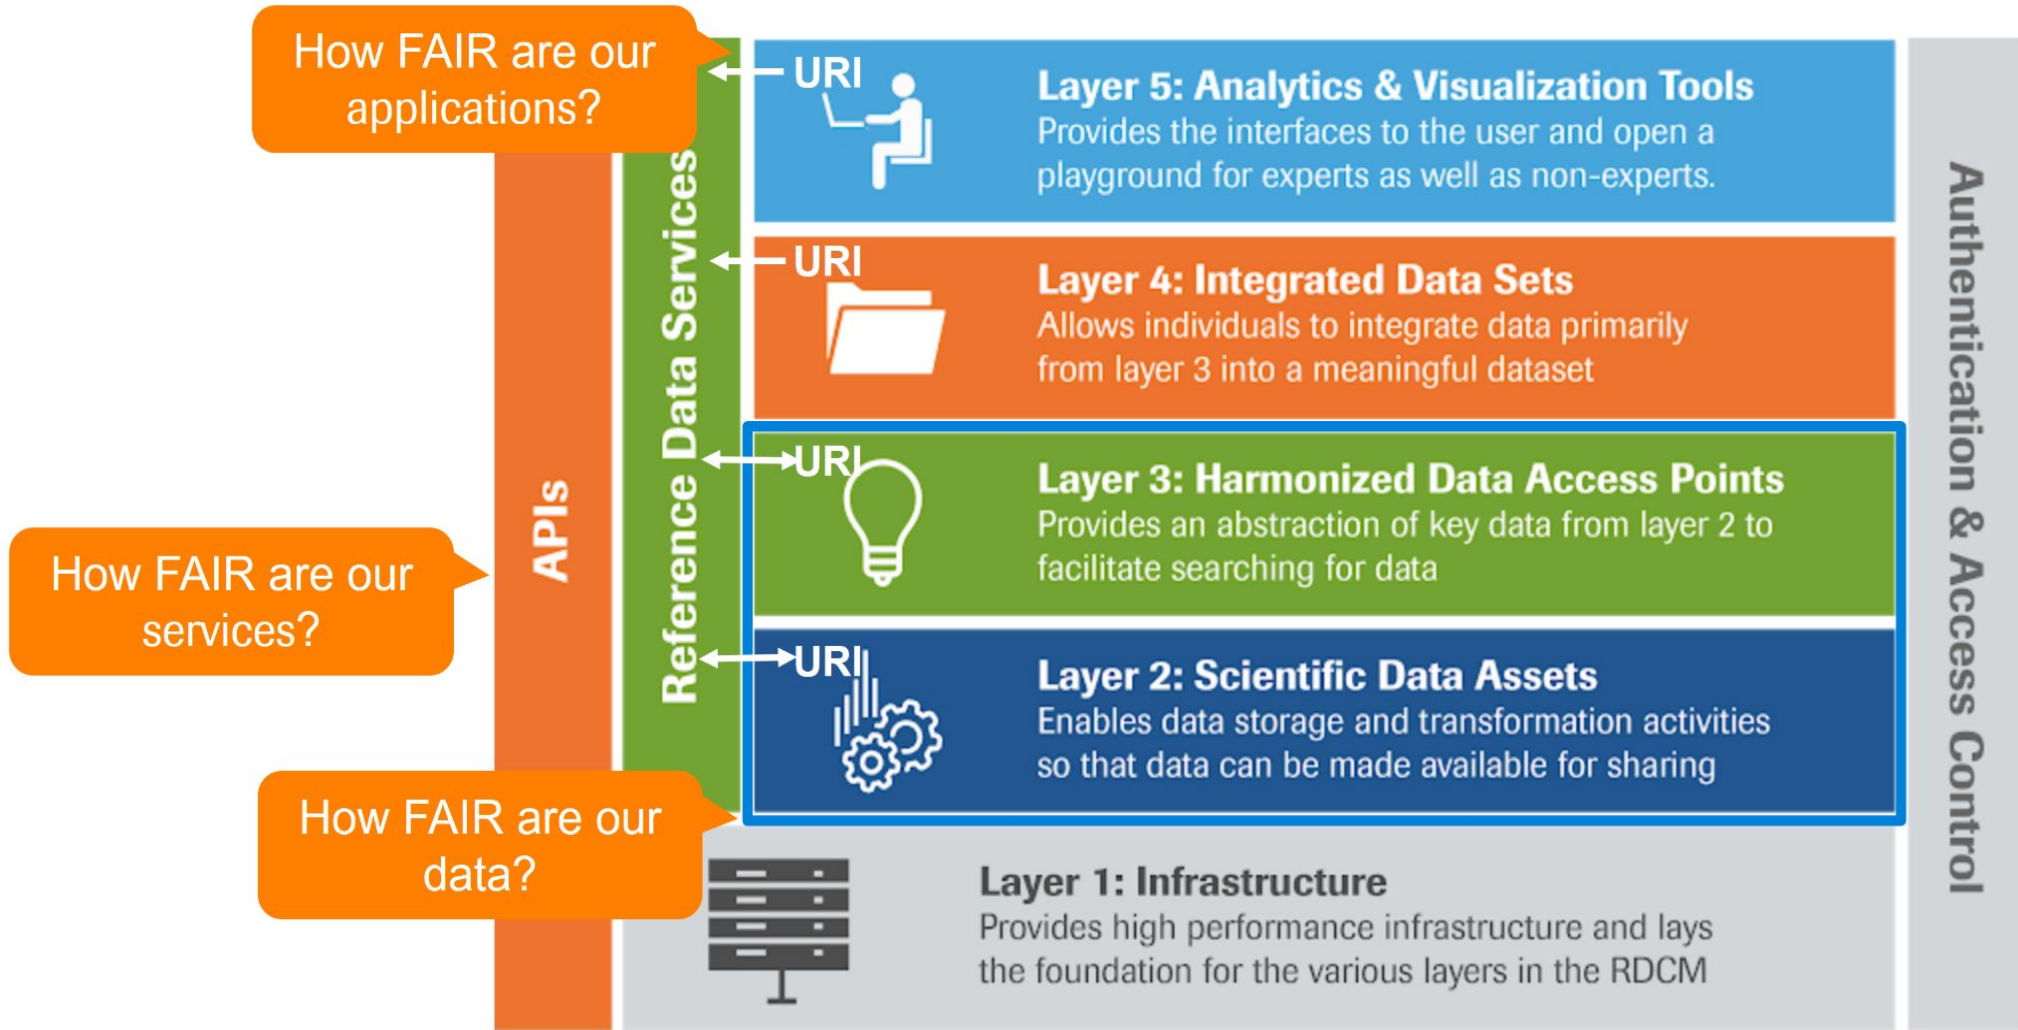 How FAIR are our
applications?
How FAIR are our
services?
How FAIR are our
data?
APIs
Reference Data Services
URI
Layer 5: Analytics & Visualization Tools
Provides the interfaces to the user and open a
playground for experts as well as non-experts.
URI
Layer 4: Integrated Data Sets
Allows individuals to integrate data primarily
from layer 3 into a meaningful dataset
URI
Layer 3: Harmonized Data Access Points
Provides an abstraction of key data from layer 2 to
facilitate searching for data
URI
Layer 2: Scientific Data Assets
Enables data storage and transformation activities
so that data can be made available for sharing
Layer 1: Infrastructure
Provides high performance infrastructure and lays
the foundation for the various layers in the RDCM
Authentication & Access Control